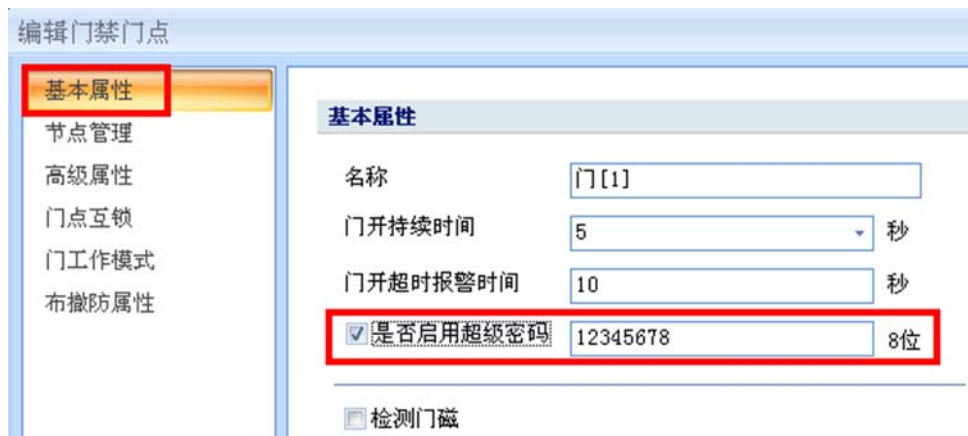 编辑门禁门点
基本属性
节点管理
高级属性
门点互锁
门工作模式
布撤防属性
基本属性
名称 门[1]
门开持续时间 5 秒
门开超时报警时间 10 秒
是否启用超级密码 12345678 8位
检测门磁